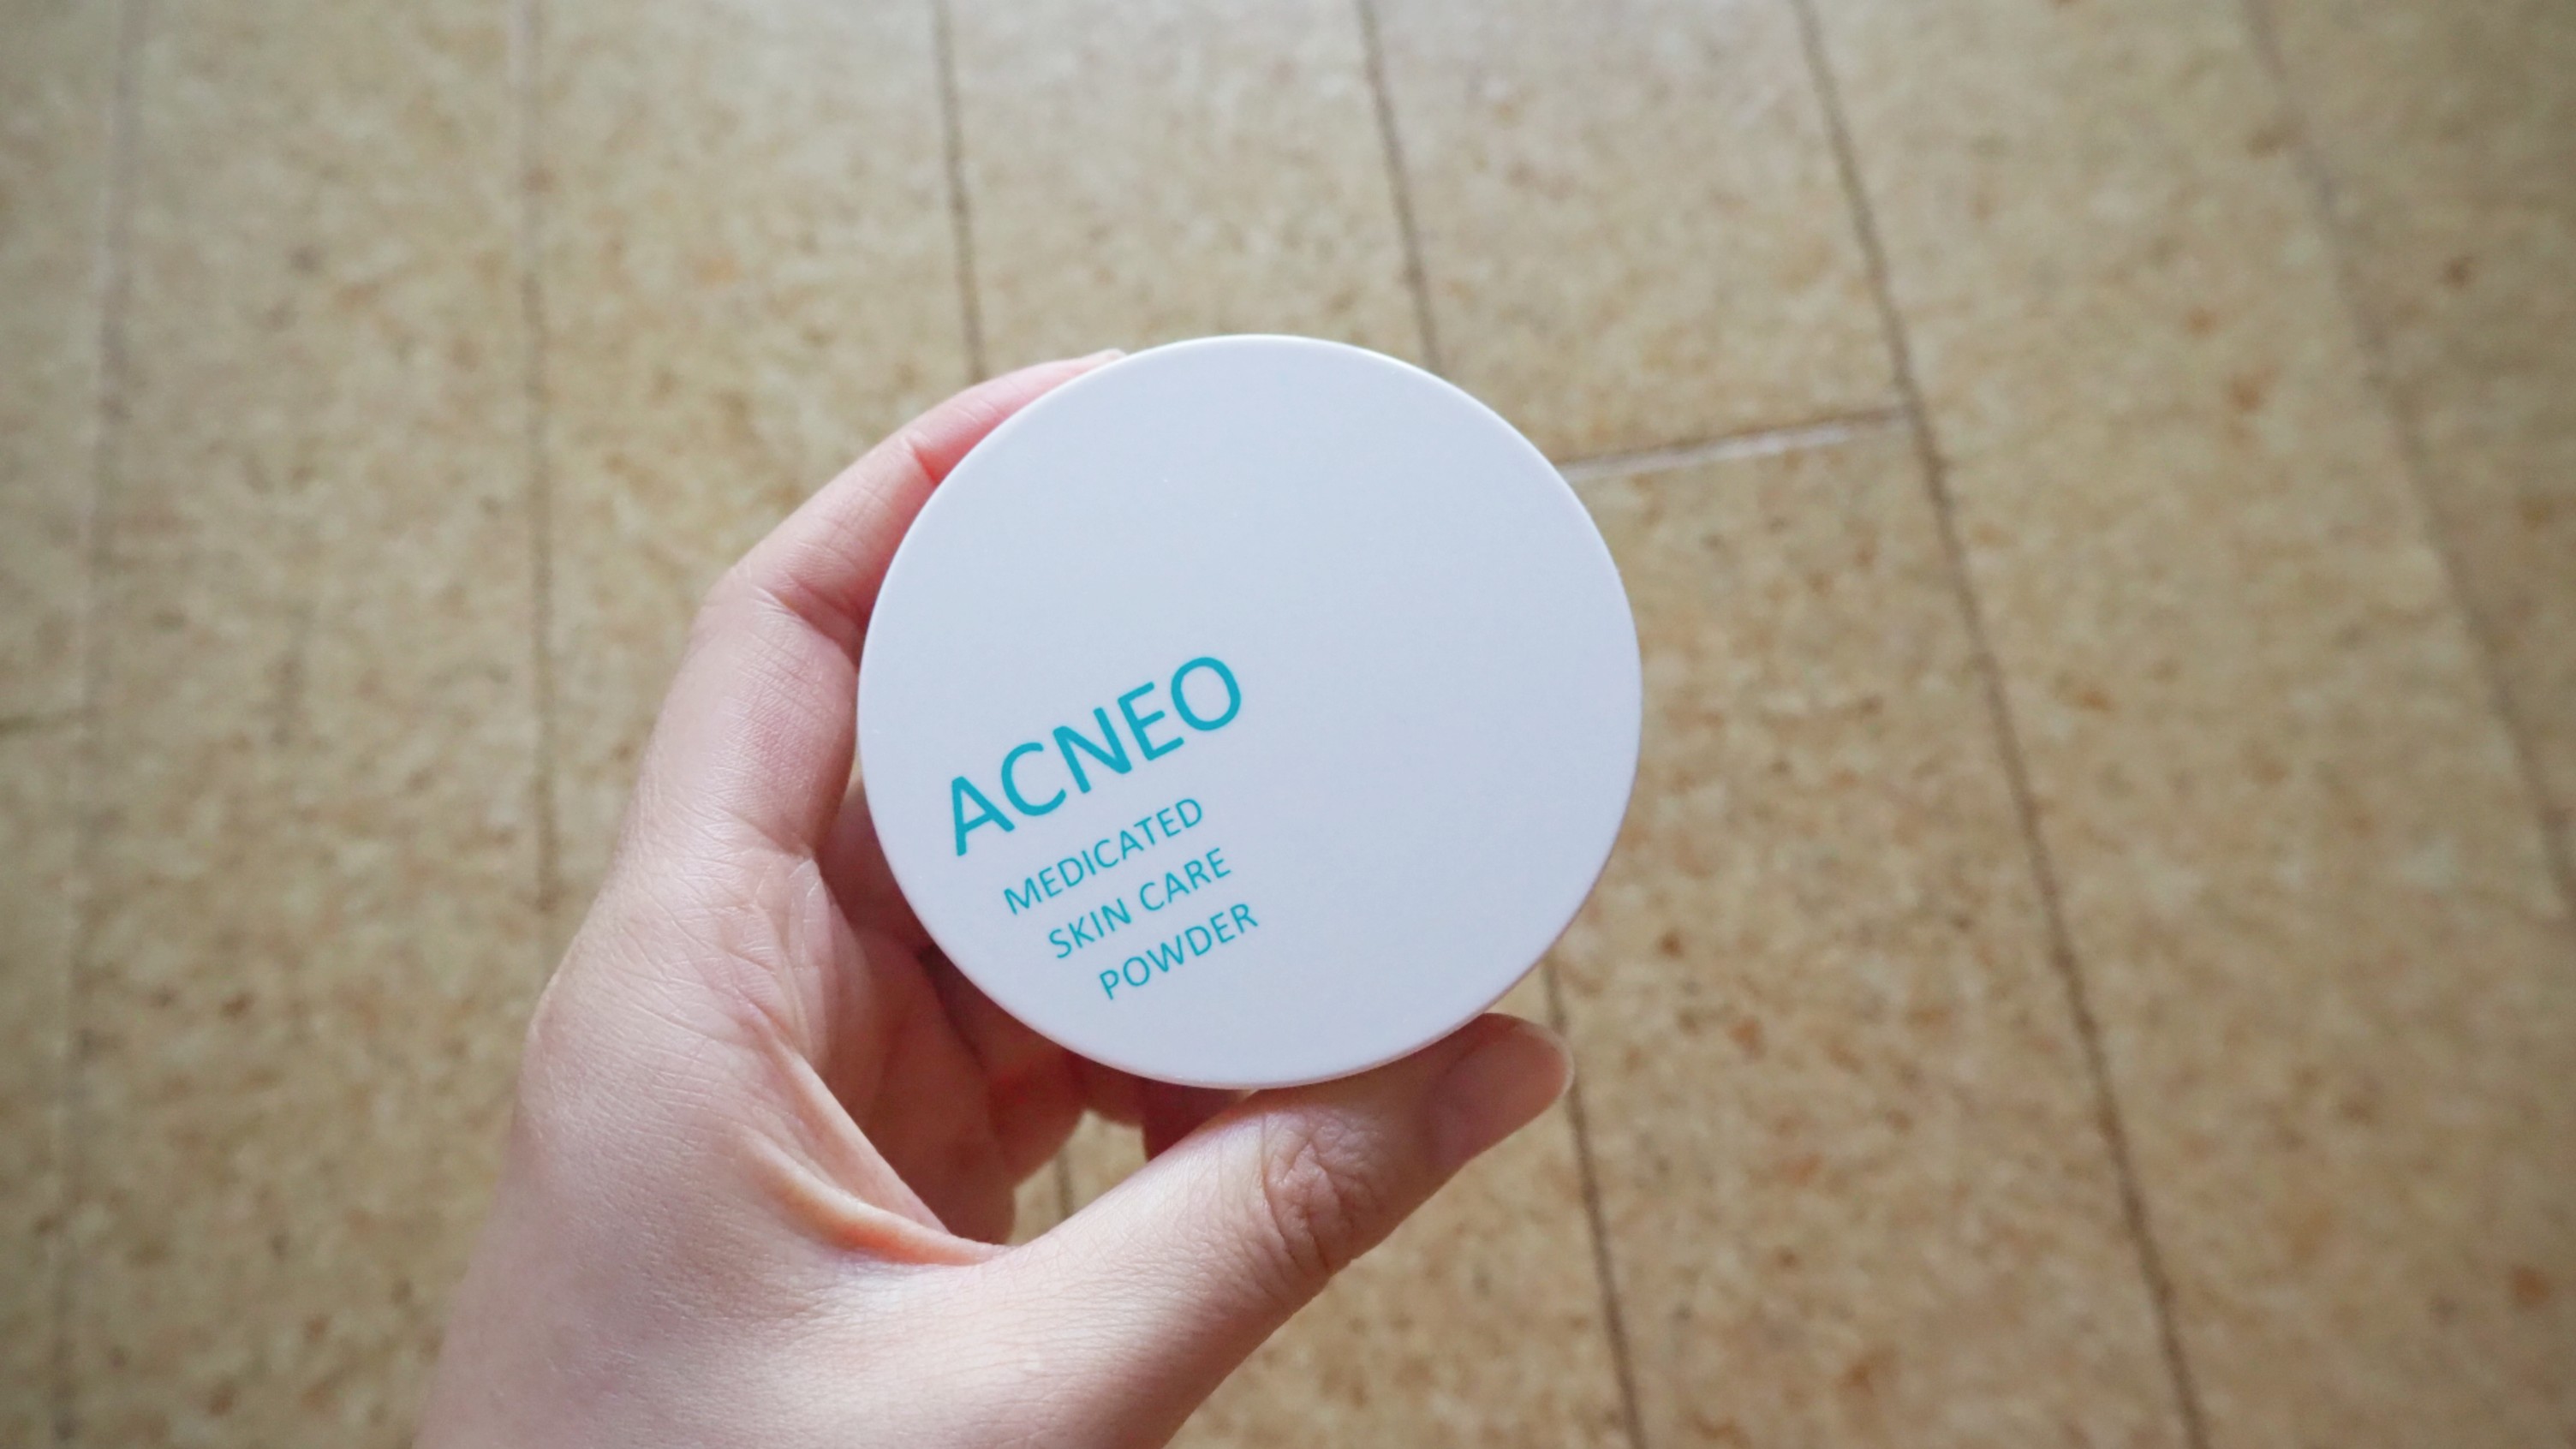 ACNEO
MEDICATED
SKIN CARE
POWDER